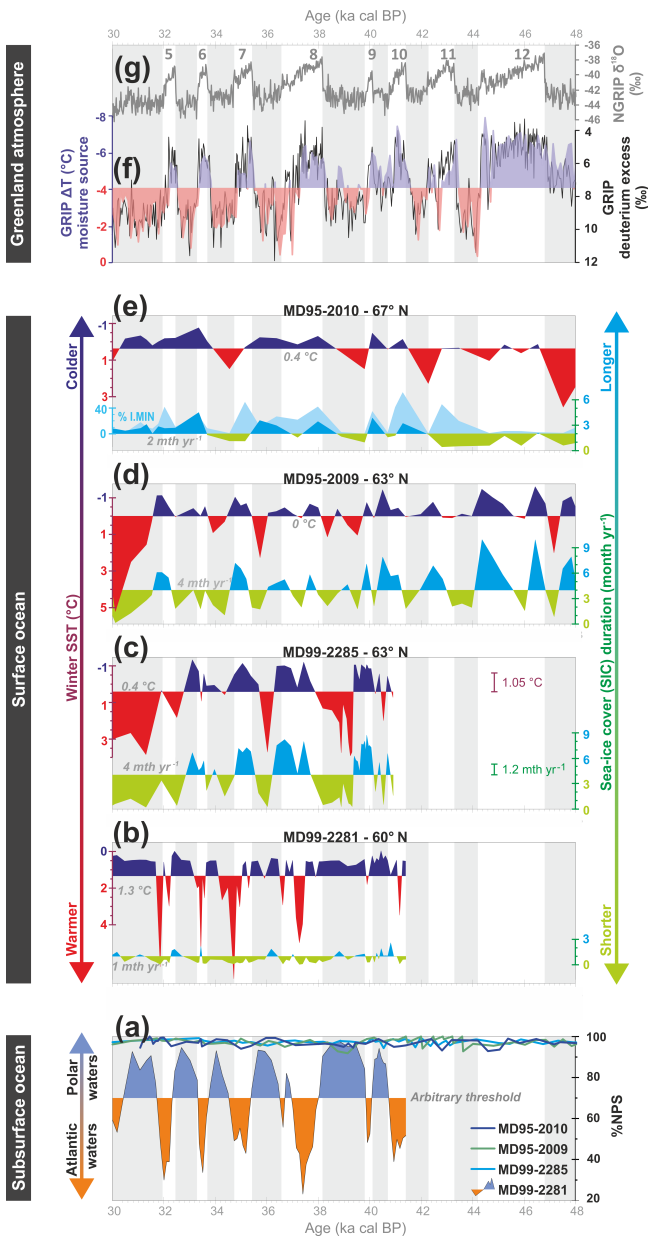 Age (ka cal BP)
30 32 34 36 38 40 42 44 46 48
Greenland atmosphere
(g)
5 6 7 8 9 10 11 12
-36
-38
-40
-42
-44
-46
NGRIP δ¹⁸O
(‰)
(f)
GRIP ΔT (°C)
moisture source
-8
-6
-4
-2
0
4
6
8
10
12
GRIP
deuterium excess
(‰)
Surface ocean
Winter SST (°C)
Colder
Warmer
Sea-ice cover (SIC) duration (month yr⁻¹)
Longer
Shorter
(e)
MD95-2010 - 67° N
-1
1
3
0.4 °C
40
0
% I.MIN
2 mth yr⁻¹
6
3
0
(d)
MD95-2009 - 63° N
-1
1
3
5
0 °C
4 mth yr⁻¹
9
6
3
0
(c)
MD99-2285 - 63° N
-1
1
3
0.4 °C
1.05 °C
4 mth yr⁻¹
1.2 mth yr⁻¹
9
6
3
0
(b)
MD99-2281 - 60° N
0
2
4
1.3 °C
1 mth yr⁻¹
3
0
Subsurface ocean
Polar
waters
Atlantic
waters
(a)
Arbitrary threshold
100
80
60
40
20
%NPS
MD95-2010
MD95-2009
MD99-2285
MD99-2281
30 32 34 36 38 40 42 44 46 48
Age (ka cal BP)